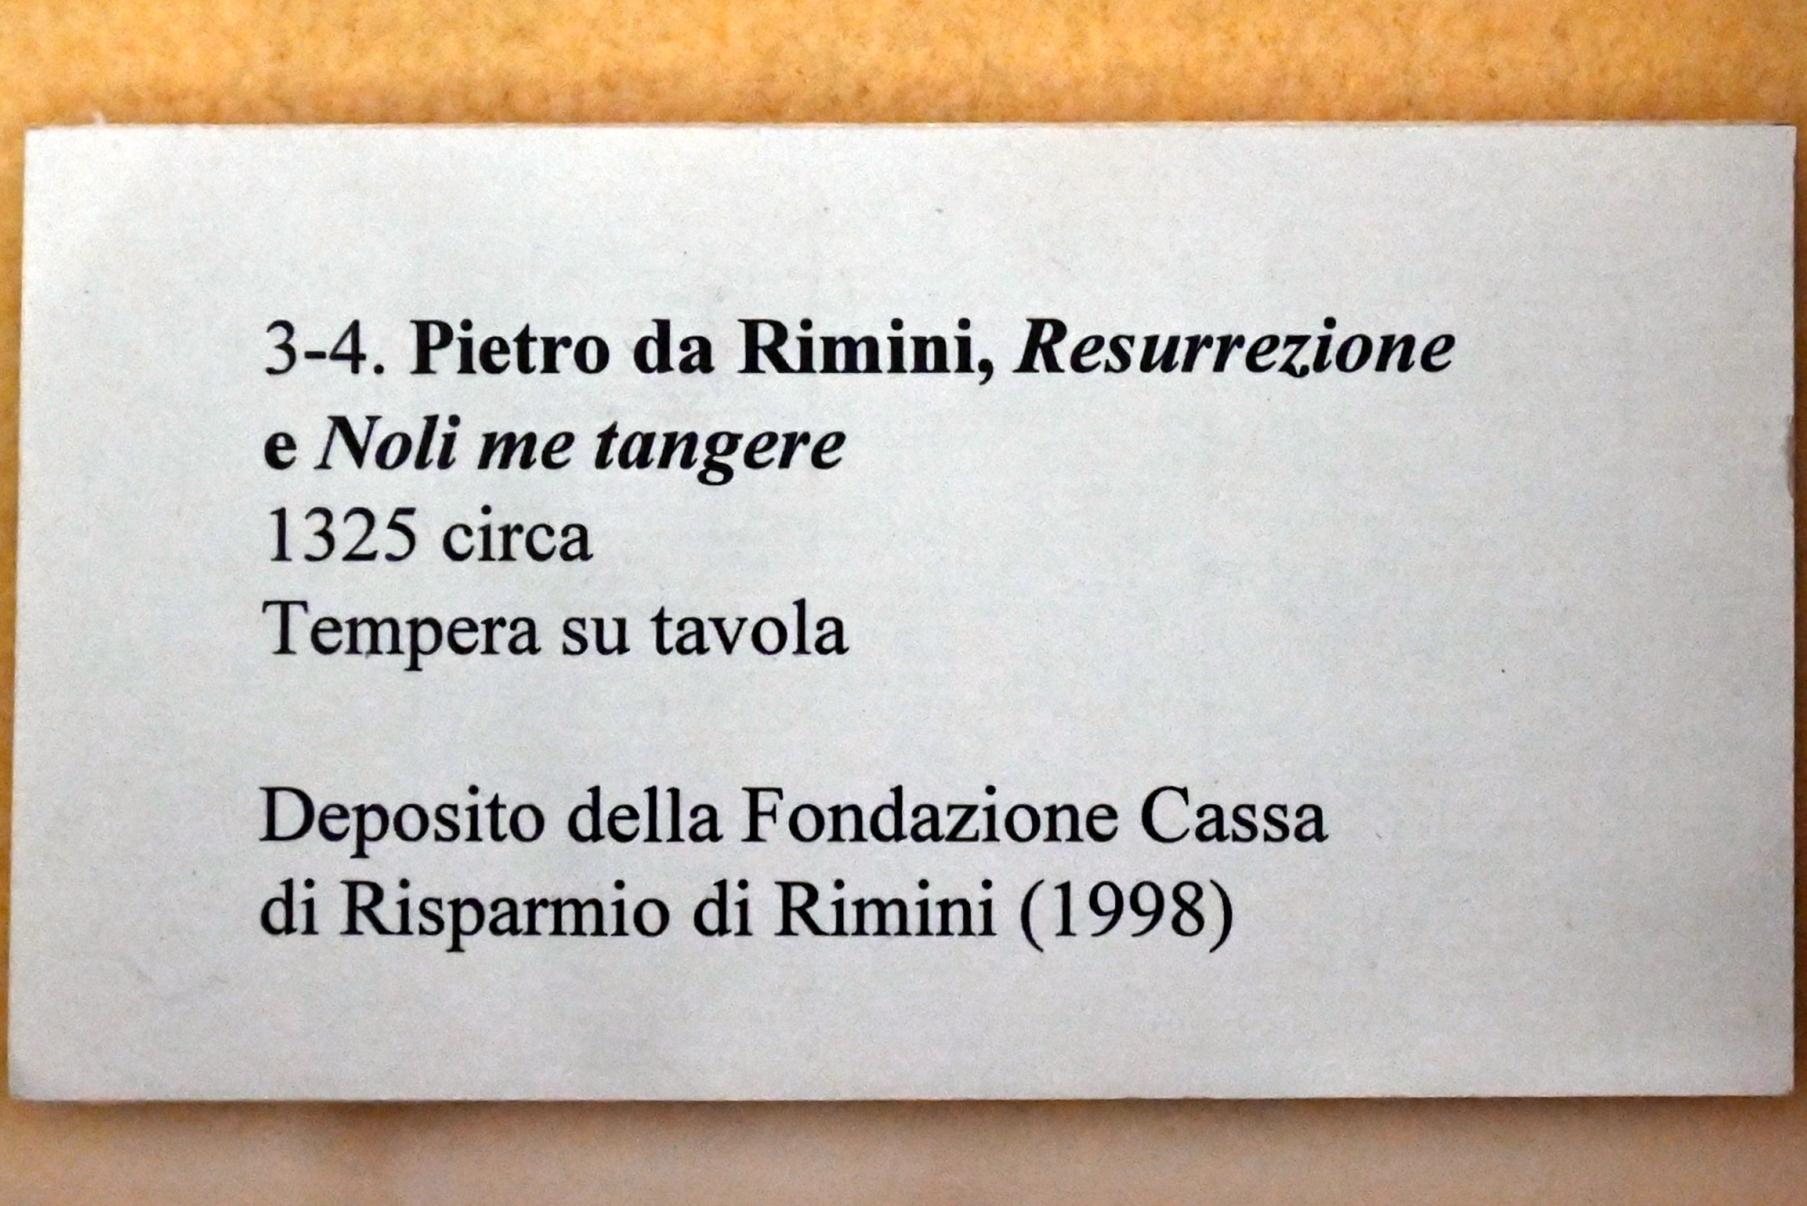 3-4. Pietro da Rimini, Resurrezione
e Noli me tangere
1325 circa
Tempera su tavola
Deposito della Fondazione Cassa
di Risparmio di Rimini (1998)